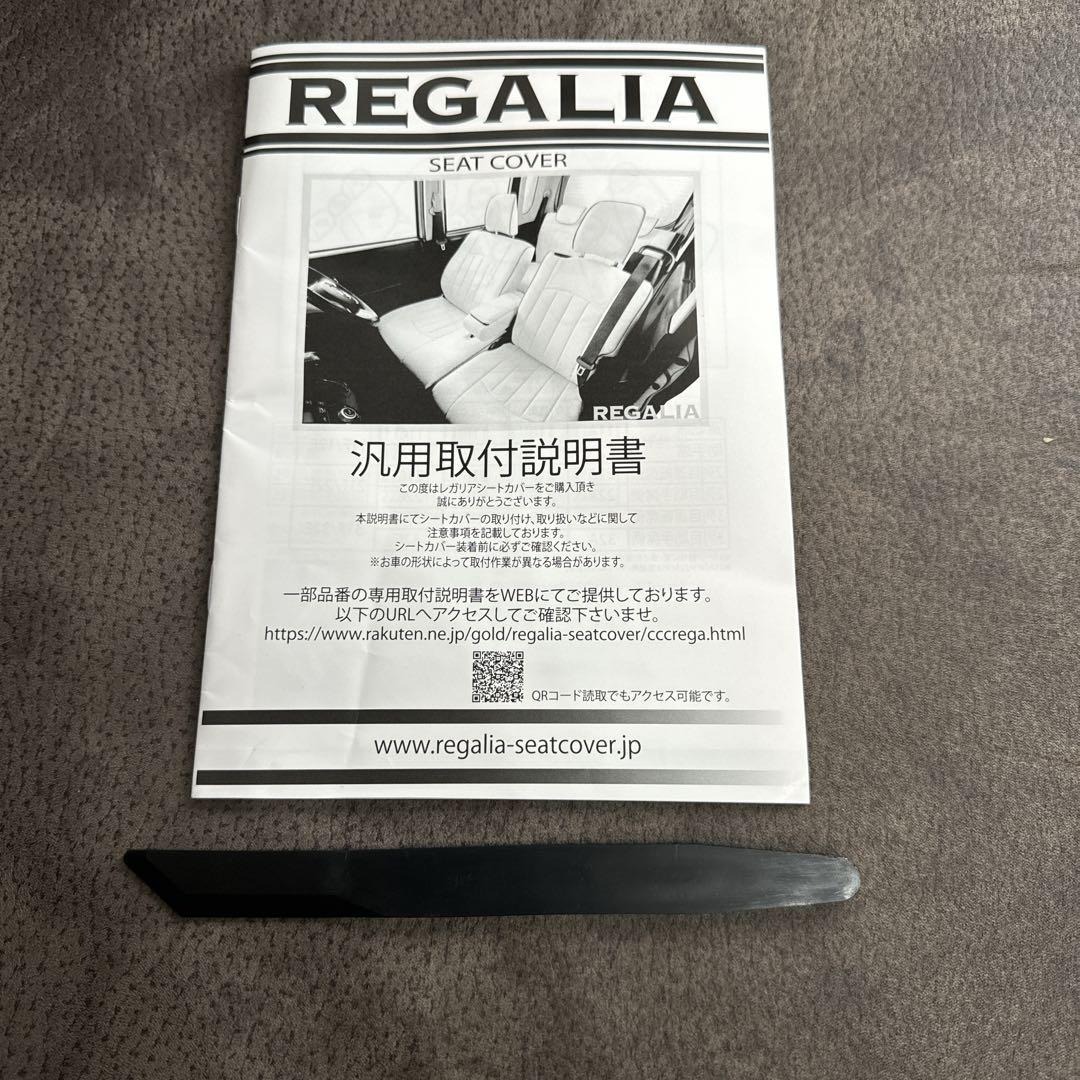 REGALIA
SEAT COVER
REGALIA
汎用取付説明書
この度はレガリアシートカバーをご購入頂き
誠にありがとうございます。
本説明書にてシートカバーの取り付け、取り扱いなどに関して
注意事項を記載しております。
シートカバー装着前に必ずご確認ください。
※お車の形状によって取付作業が異なる場合があります。
一部品番の専用取付説明書をWEBにてご提供しております。
以下のURLへアクセスしてご確認下さいませ。
https://www.rakuten.ne.jp/gold/regalia-seatcover/cccrega.html
QRコード読取でもアクセス可能です。
www.regalia-seatcover.jp